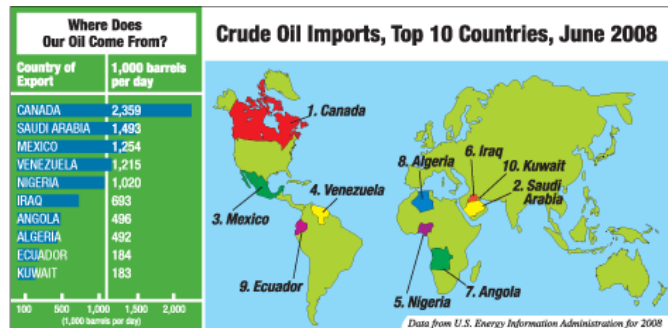 Where Does
Our Oil Come From?
Country of
Export
1,000 barrels
per day
CANADA 2,359
SAUDI ARABIA 1,493
MEXICO 1,254
VENEZUELA 1,215
NIGERIA 1,020
IRAQ 693
ANGOLA 496
ALGERIA 492
ECUADOR 184
KUWAIT 183
100 500 1,000 1,500 2,000
(1,000 barrels per day)
Crude Oil Imports, Top 10 Countries, June 2008
1. Canada
6. Iraq
8. Algeria
10. Kuwait
4. Venezuela
2. Saudi
Arabia
3. Mexico
9. Ecuador
7. Angola
5. Nigeria
Data from U.S. Energy Information Administration for 2008